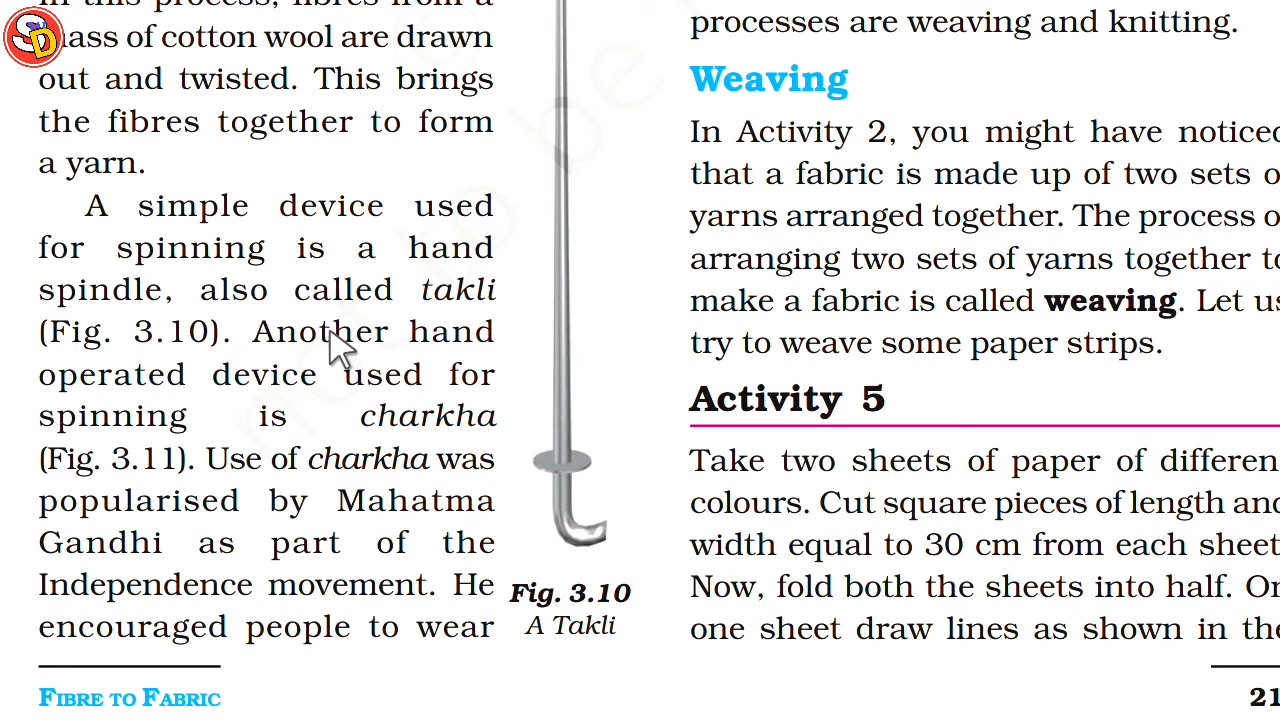 in this process, fibres from a
mass of cotton wool are drawn
out and twisted. This brings
the fibres together to form
a yarn.
A simple device used
for spinning is a hand
spindle, also called takli
(Fig. 3.10). Another hand
operated device used for
spinning is charkha
(Fig. 3.11). Use of charkha was
popularised by Mahatma
Gandhi as part of the
Independence movement. He
encouraged people to wear
Fig. 3.10
A Takli
FIBRE TO FABRIC
processes are weaving and knitting.
Weaving
In Activity 2, you might have noticed
that a fabric is made up of two sets o
yarns arranged together. The process o
arranging two sets of yarns together to
make a fabric is called weaving. Let us
try to weave some paper strips.
Activity 5
Take two sheets of paper of differen
colours. Cut square pieces of length and
width equal to 30 cm from each sheet
Now, fold both the sheets into half. On
one sheet draw lines as shown in the
21
SD
not to be